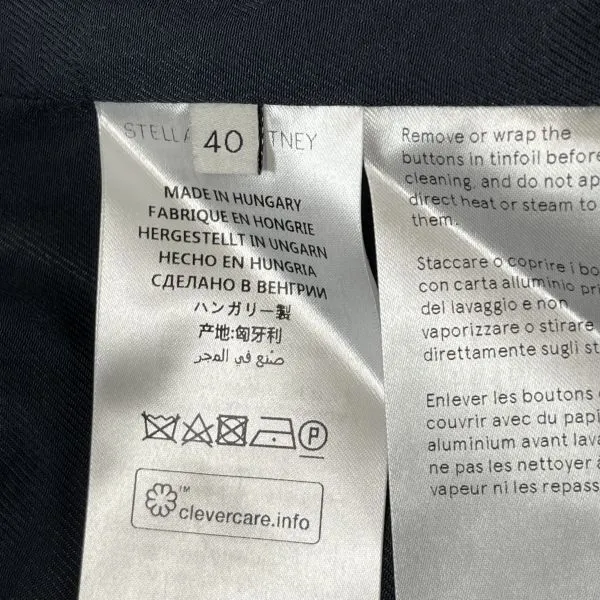 STELLA
40
TNEY
MADE IN HUNGARY
FABRIQUE EN HONGRIE
HERGESTELLT IN UNGARN
HECHO EN HUNGRIA
СДЕЛАНО В ВЕНГРИИ
ハンガリー製
产地:匈牙利
صنع في المجر
P
™
clevercare.info
Remove or wrap the
buttons in tinfoil before
cleaning, and do not ap
direct heat or steam to
them.
Staccare o coprire i bo
con carta alluminio pri
del lavaggio e non
vaporizzare o stirare
direttamente sugli st
Enlever les boutons
couvrir avec du papi
aluminium avant lava
ne pas les nettoyer à
vapeur ni les repass